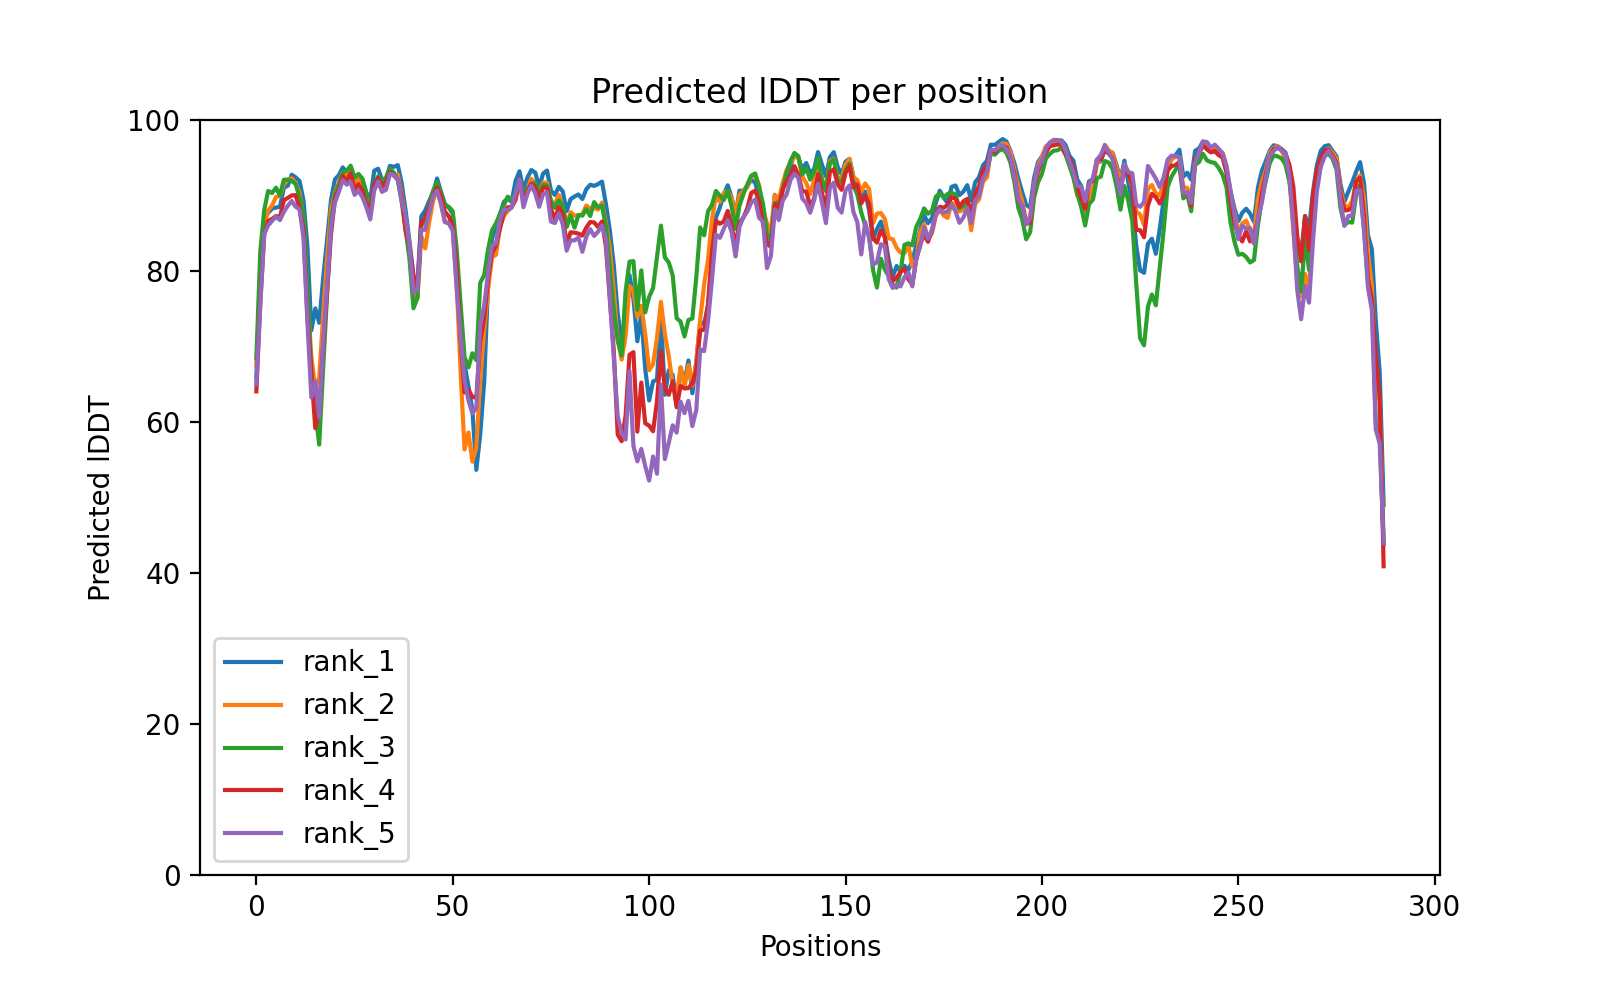 Predicted lDDT per position
100
80
60
40
20
0
Predicted lDDT
rank_1
rank_2
rank_3
rank_4
rank_5
0 50 100 150 200 250 300
Positions